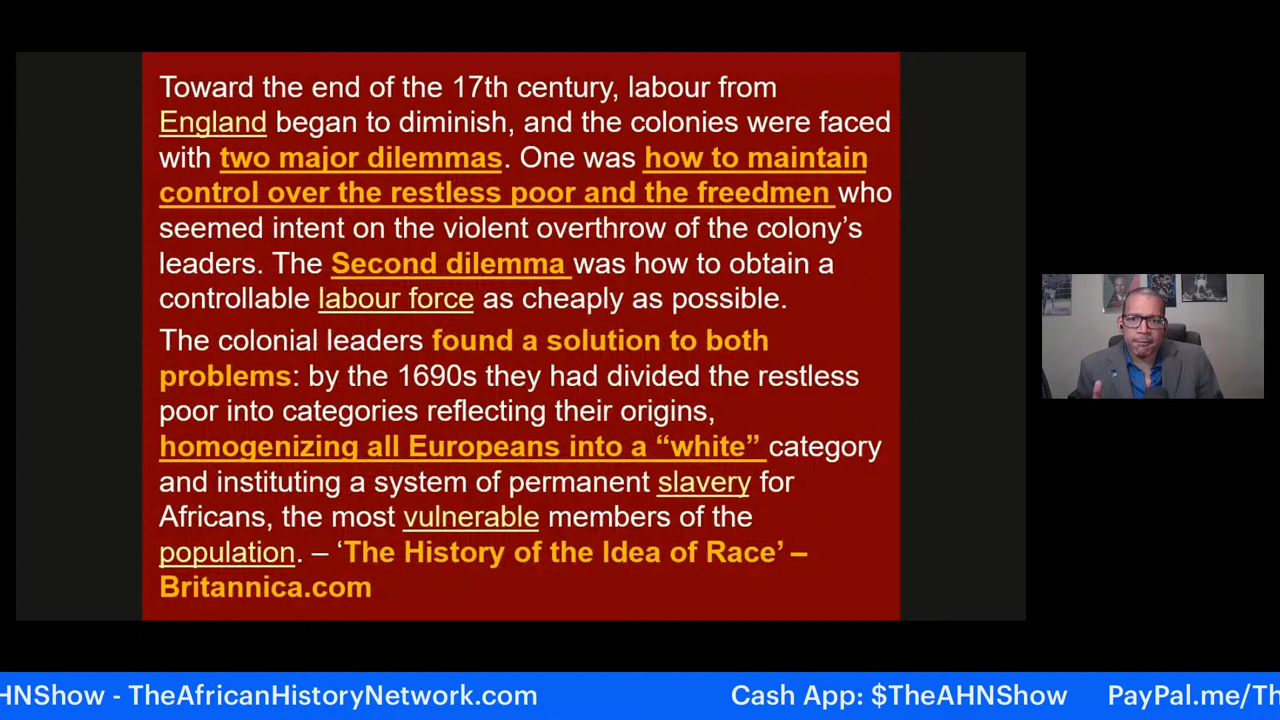 Toward the end of the 17th century, labour from
England began to diminish, and the colonies were faced
with two major dilemmas. One was how to maintain
control over the restless poor and the freedmen who
seemed intent on the violent overthrow of the colony’s
leaders. The Second dilemma was how to obtain a
controllable labour force as cheaply as possible.
The colonial leaders found a solution to both
problems: by the 1690s they had divided the restless
poor into categories reflecting their origins,
homogenizing all Europeans into a “white” category
and instituting a system of permanent slavery for
Africans, the most vulnerable members of the
population. – ‘The History of the Idea of Race’ –
Britannica.com
HNShow - TheAfricanHistoryNetwork.com Cash App: $TheAHNShow PayPal.me/Th